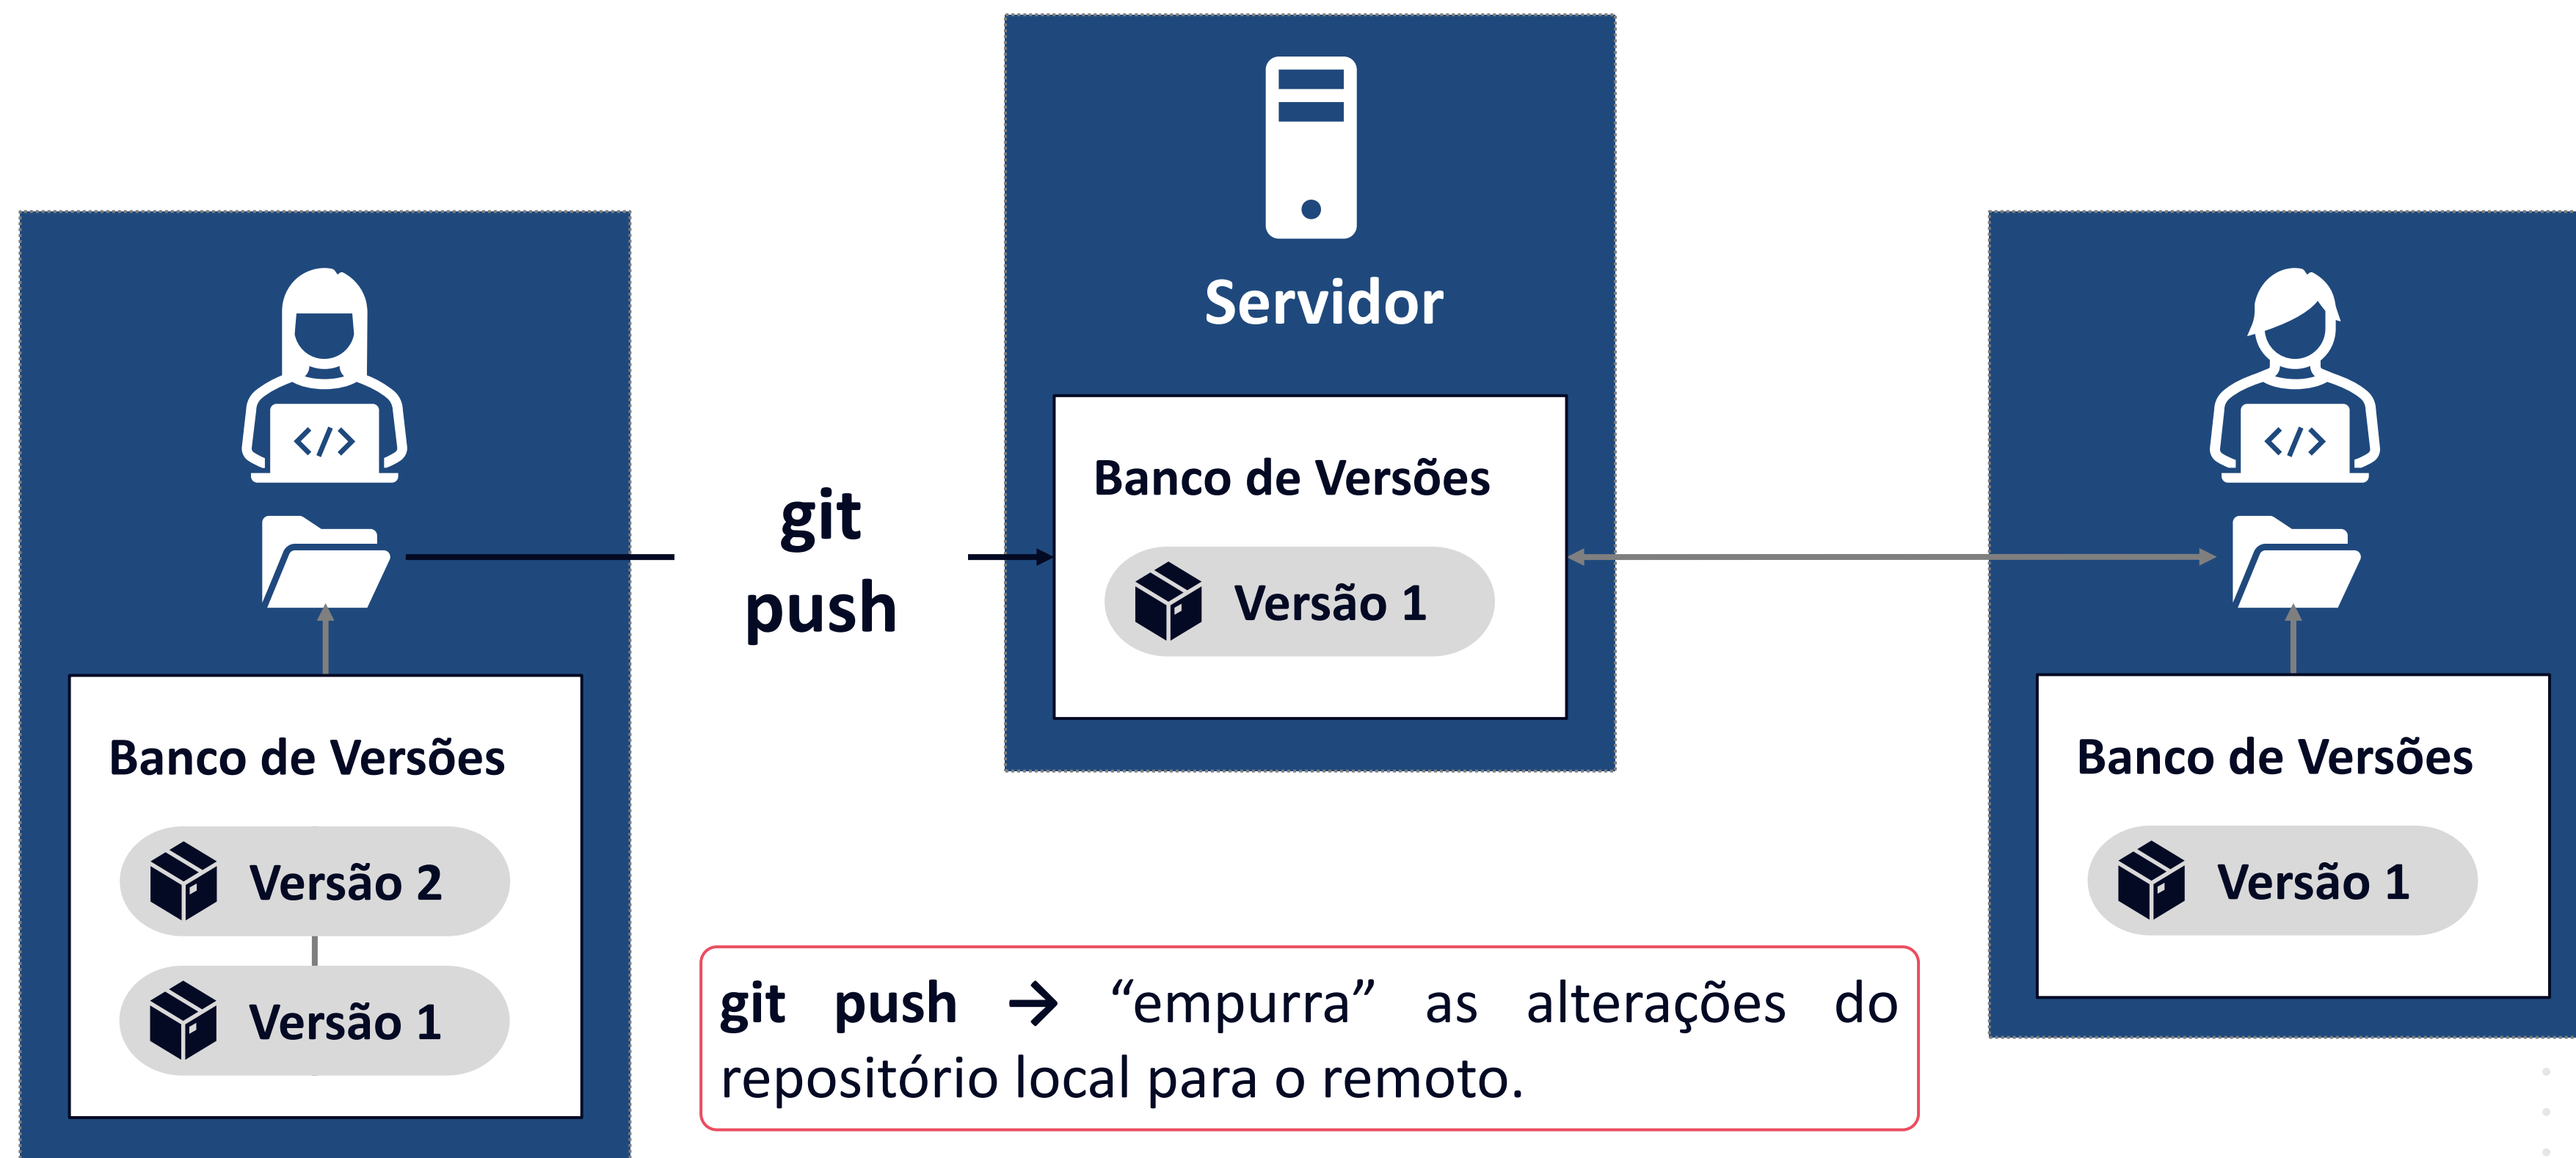 Servidor
Banco de Versões
Versão 1
</>
git
push
</>
Banco de Versões
Versão 2
Versão 1
Banco de Versões
Versão 1
git push → “empurra” as alterações do
repositório local para o remoto.